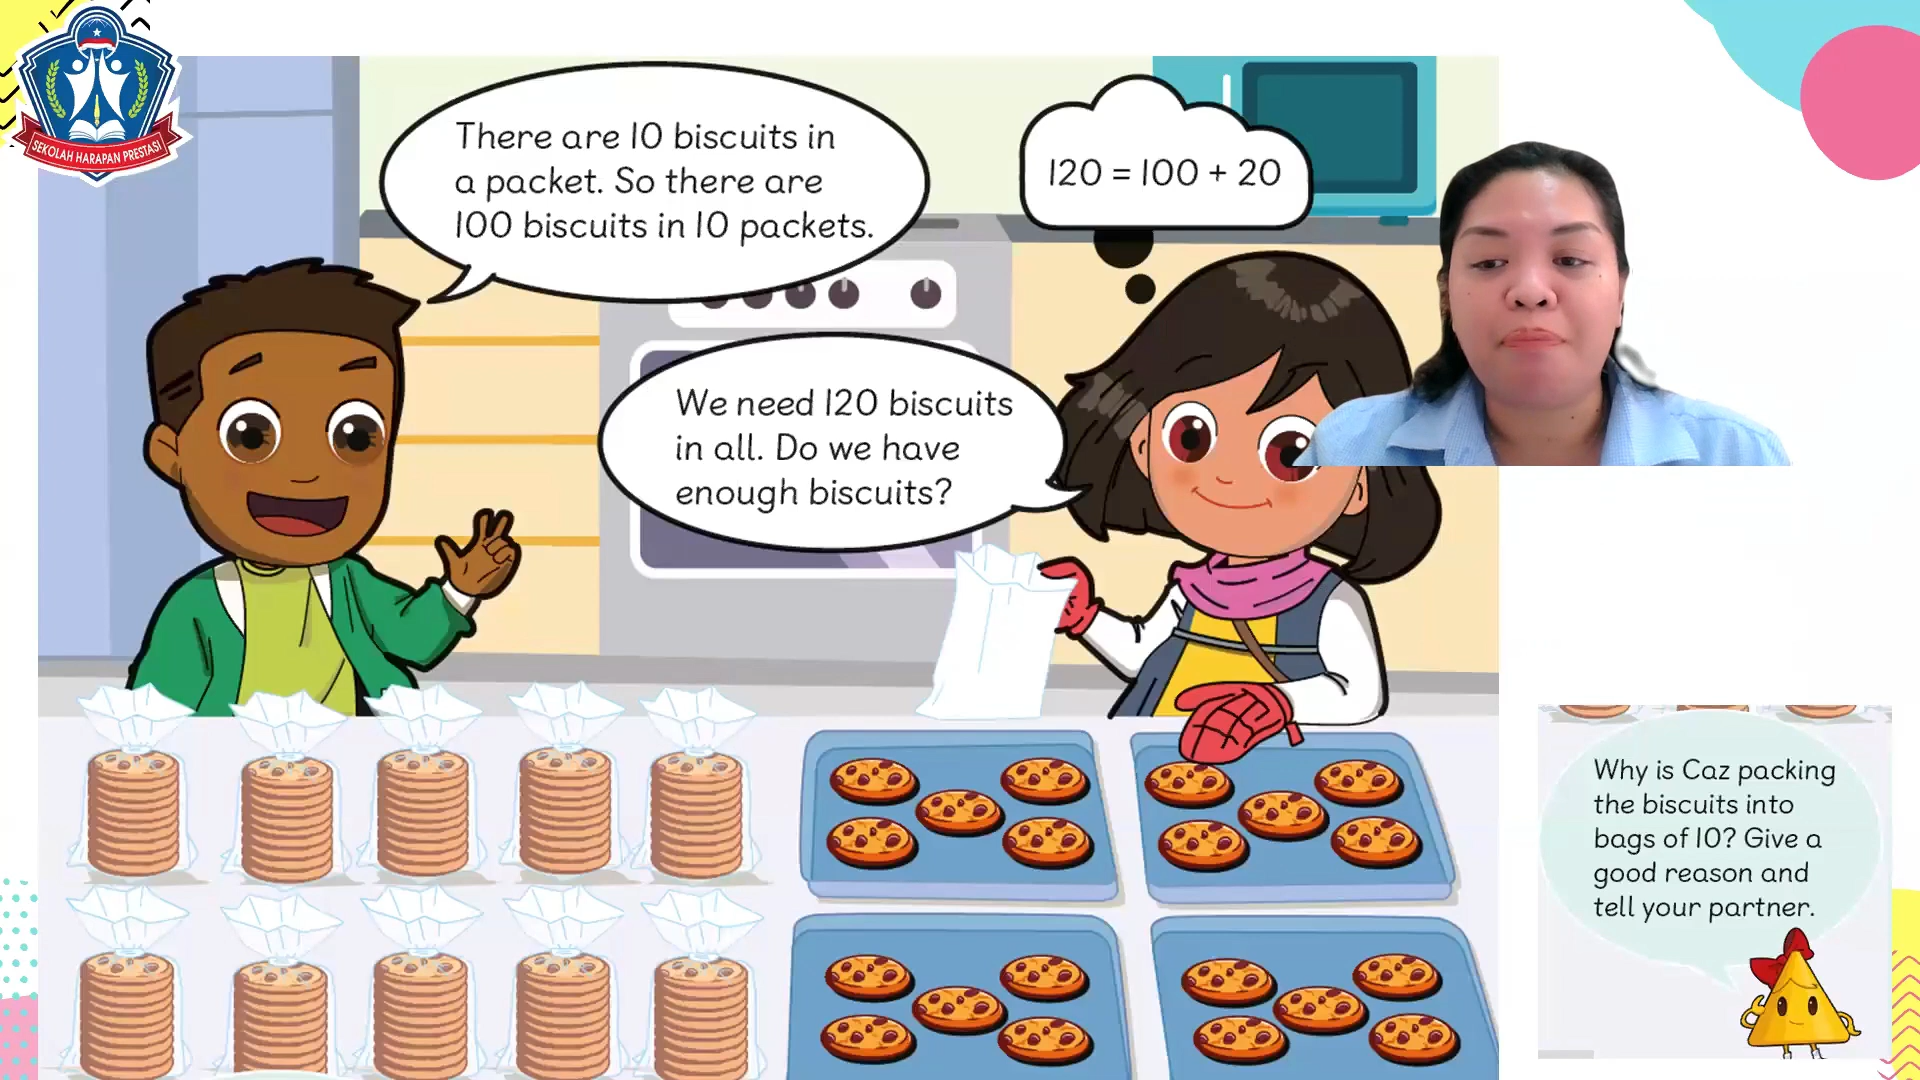 SEKOLAH HARAPAN PRESTASI
There are 10 biscuits in
a packet. So there are
100 biscuits in 10 packets.
120 = 100 + 20
We need 120 biscuits
in all. Do we have
enough biscuits?
Why is Caz packing
the biscuits into
bags of 10? Give a
good reason and
tell your partner.